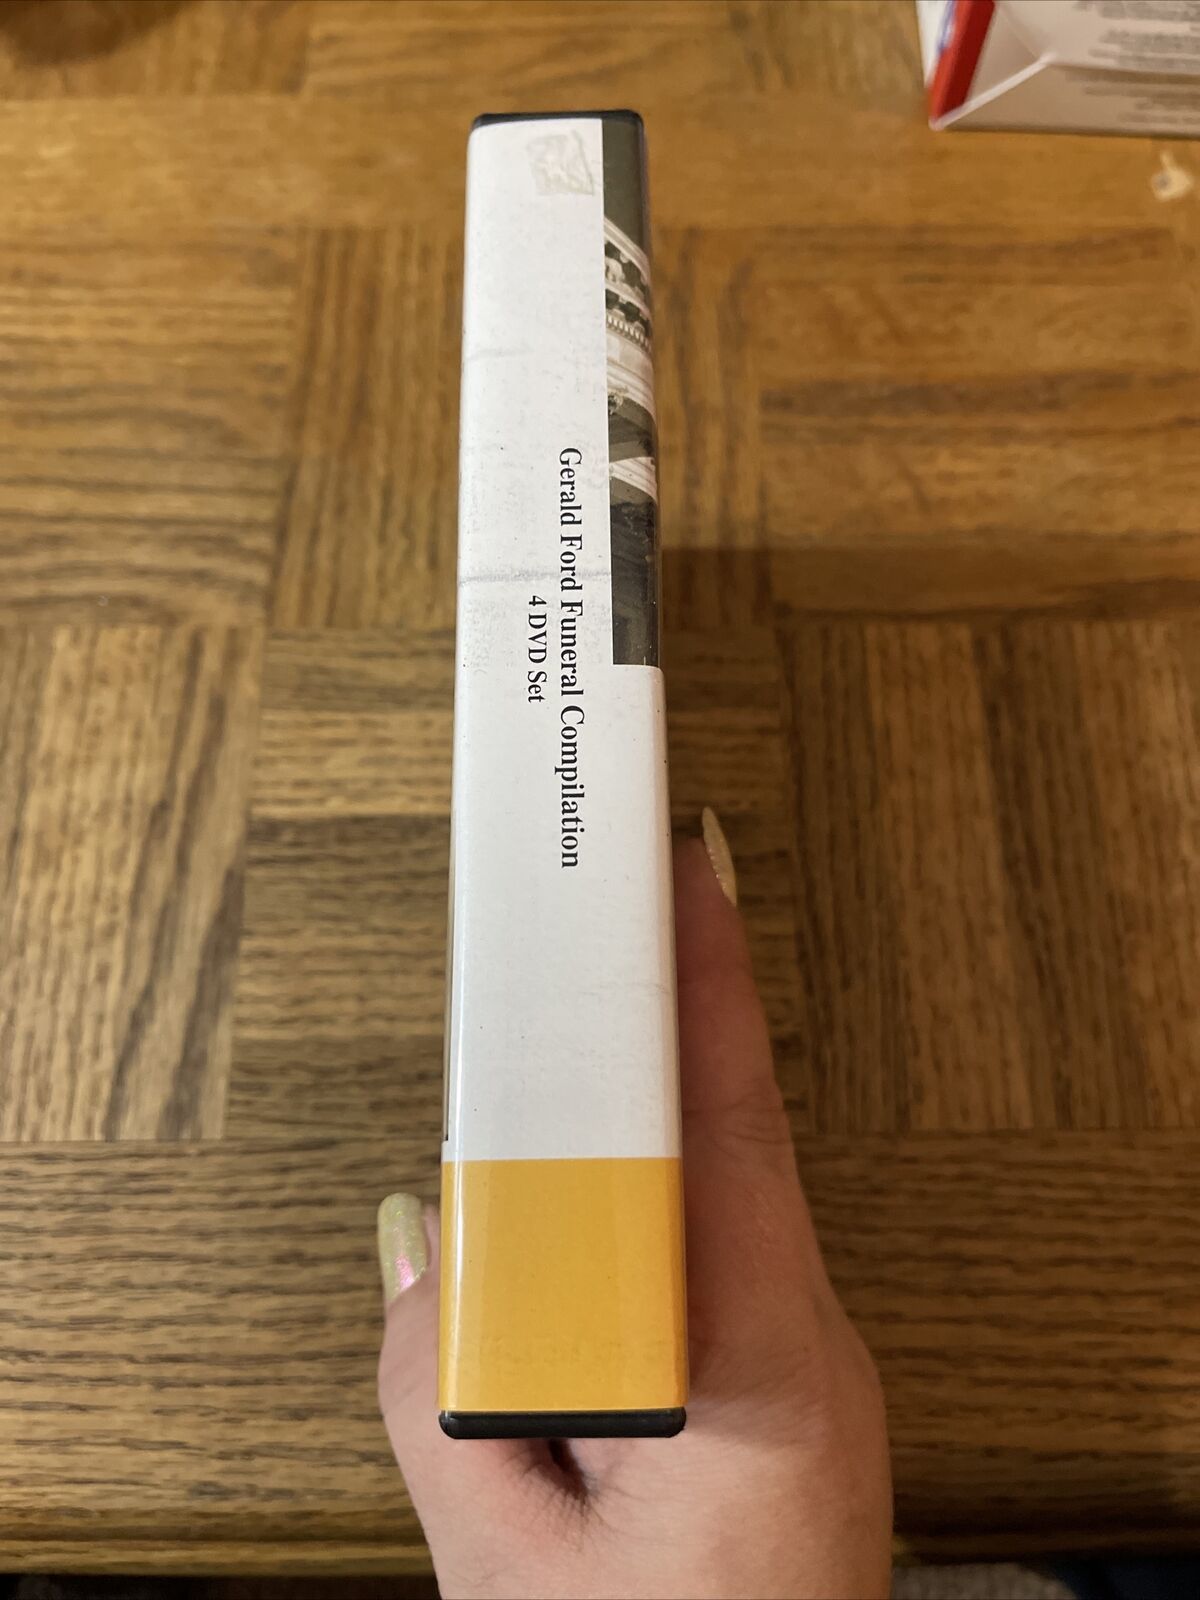 Gerald Ford Funeral Compilation
4 DVD Set